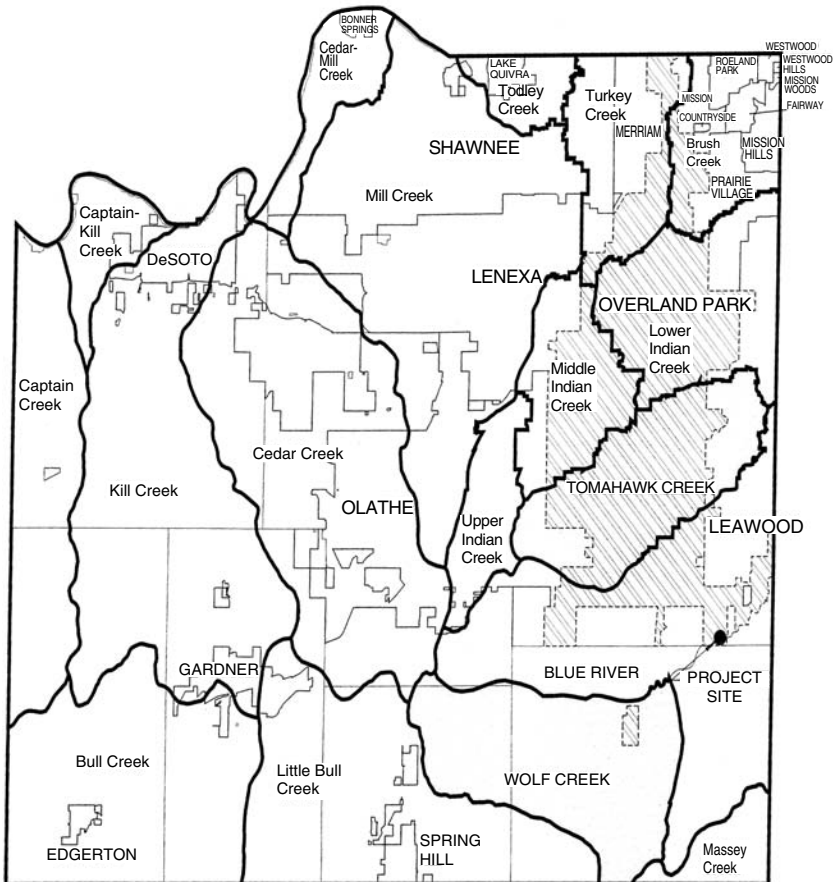 BONNER
SPRINGS
Cedar-
Mill
Creek
LAKE
QUIVRA
Todley
Creek
Turkey
Creek
MERRIAM
WESTWOOD
ROELAND
PARK
WESTWOOD
HILLS
MISSION
WOODS
MISSION
FAIRWAY
COUNTRYSIDE
Brush
Creek
MISSION
HILLS
PRAIRIE
VILLAGE
SHAWNEE
Mill Creek
Captain-
Kill
Creek
DeSOTO
LENEXA
OVERLAND PARK
Lower
Indian
Creek
Middle
Indian
Creek
Captain
Creek
Kill Creek
Cedar Creek
OLATHE
Upper
Indian
Creek
TOMAHAWK CREEK
LEAWOOD
GARDNER
BLUE RIVER
PROJECT
SITE
Bull Creek
Little Bull
Creek
WOLF CREEK
EDGERTON
SPRING
HILL
Massey
Creek